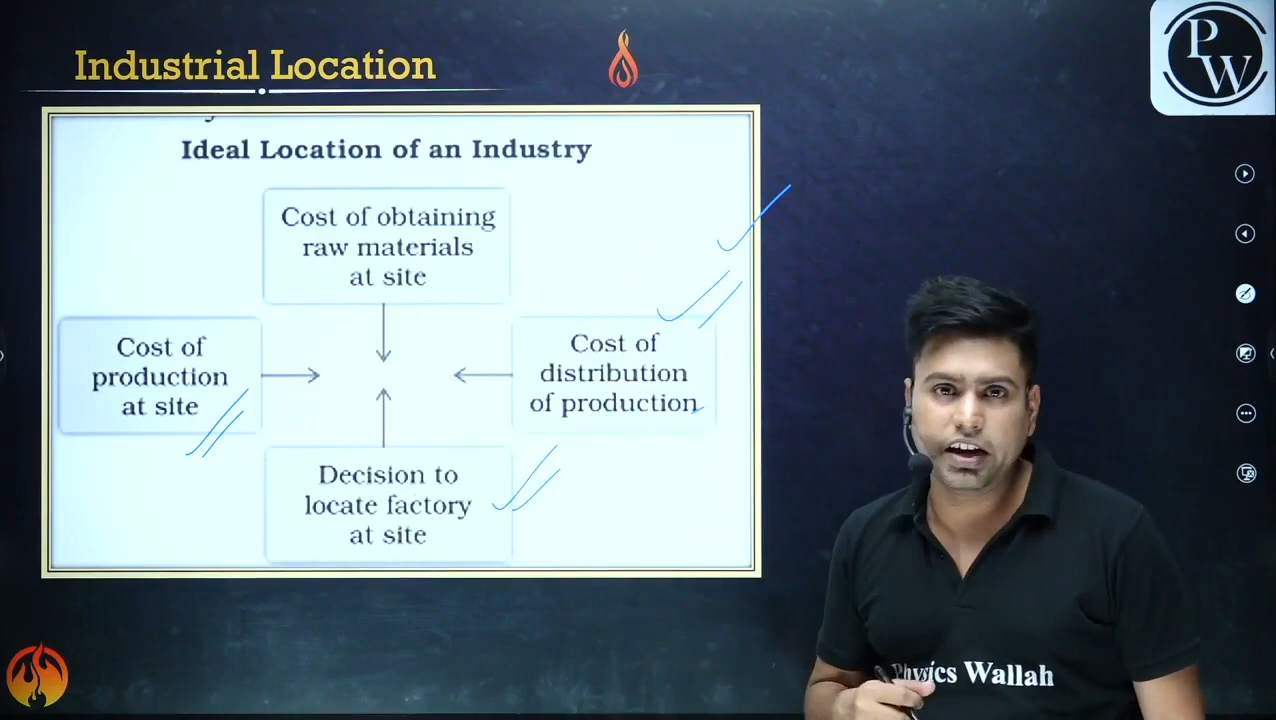 Industrial Location
P
W
Ideal Location of an Industry
Cost of obtaining
raw materials
at site
Cost of
production
at site
Cost of
distribution
of production
Decision to
locate factory
at site
Physics Wallah